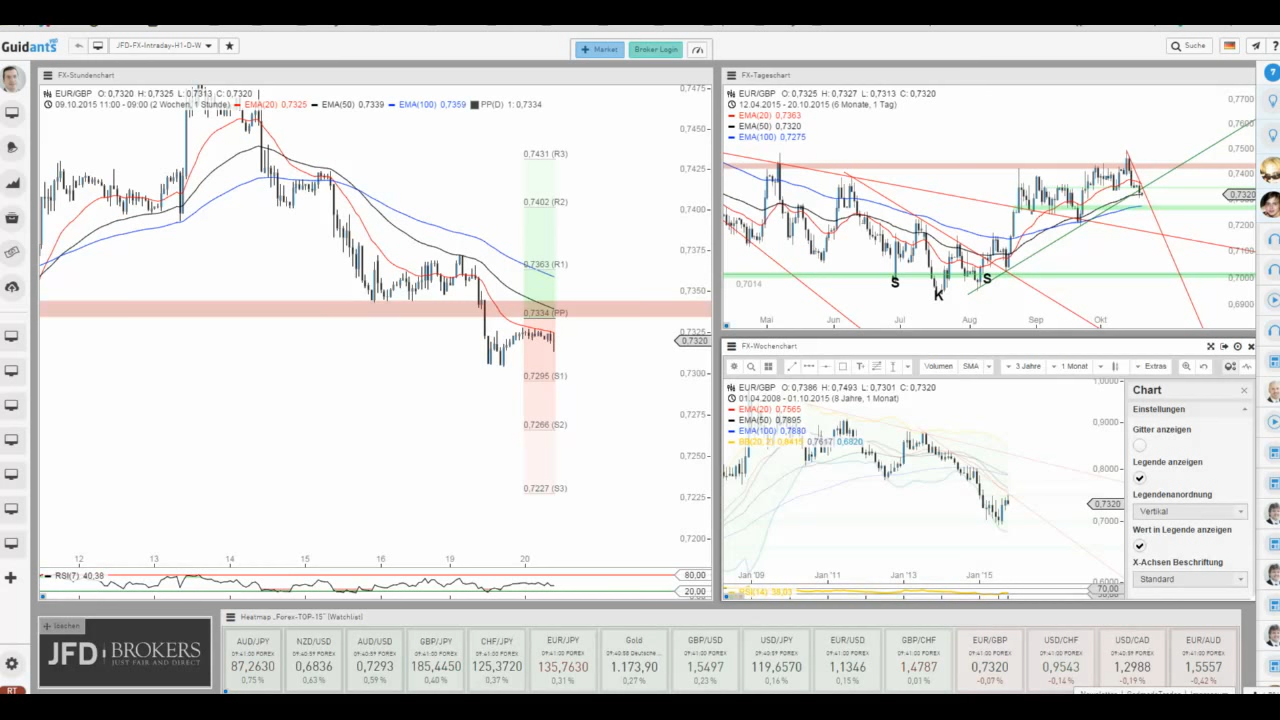 Guidants
JFD-FX-Intraday-H1-D-W
Market
Broker Login
Suche
FX-Stundenchart
EUR/GBP O: 0,7320 H: 0,7325 L: 0,7313 C: 0,7320
09.10.2015 11:00 - 09:00 (2 Wochen, 1 Stunde) EMA(20) 0,7325 EMA(50) 0,7339 EMA(100) 0,7359 PP(D) 1: 0,7334
0,7475
0,7450
0,7425
0,7400
0,7375
0,7350
0,7325
0,7320
0,7300
0,7275
0,7250
0,7225
0,7200
0,7431 (R3)
0,7402 (R2)
0,7363 (R1)
0,7334 (PP)
0,7295 (S1)
0,7266 (S2)
0,7227 (S3)
12 13 14 15 16 19 20
RSI(7) 40,38
80,00
20,00
FX-Tageschart
EUR/GBP O: 0,7325 H: 0,7327 L: 0,7313 C: 0,7320
12.04.2015 - 20.10.2015 (6 Monate, 1 Tag)
EMA(20) 0,7363
EMA(50) 0,7320
EMA(100) 0,7275
0,7700
0,7600
0,7500
0,7400
0,7320
0,7200
0,7100
0,7000
0,6900
0,7014
S
K
S
Mai Jun Jul Aug Sep Okt
FX-Wochenchart
Volumen SMA 3 Jahre 1 Monat Extras
EUR/GBP O: 0,7386 H: 0,7493 L: 0,7301 C: 0,7320
01.04.2008 - 01.10.2015 (8 Jahre, 1 Monat)
EMA(20) 0,7565
EMA(50) 0,7895
EMA(100) 0,7880
BB(20, 2) 0,8415 0,7617 0,6820
1,0000
0,9000
0,8000
0,7320
0,7000
0,6000
Jan '09 Jan '11 Jan '13 Jan '15
RSI(14) 38,03
70,00
Chart
Einstellungen
Gitter anzeigen
Legende anzeigen
Legendenanordnung
Vertikal
Wert in Legende anzeigen
X-Achsen Beschriftung
Standard
löschen
JFD BROKERS
JUST FAIR AND DIRECT
Heatmap „Forex-TOP-15" (Watchlist)
AUD/JPY NZD/USD AUD/USD GBP/JPY CHF/JPY EUR/JPY Gold GBP/USD USD/JPY EUR/USD GBP/CHF EUR/GBP USD/CHF USD/CAD EUR/AUD
87,2630 0,6836 0,7293 185,4450 125,3720 135,7630 1.173,90 1,5497 119,6570 1,1346 1,4787 0,7320 0,9543 1,2988 1,5557
0,75 % 0,63 % 0,59 % 0,40 % 0,37 % 0,31 % 0,27 % 0,23 % 0,16 % 0,15 % 0,01 % -0,07 % -0,14 % -0,19 % -0,42 %
RT